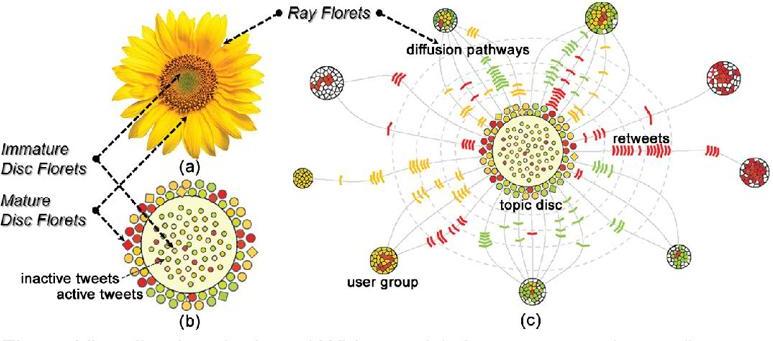 Ray Florets
diffusion pathways
Immature
Disc Florets
(a)
retweets
Mature
Disc Florets
topic disc
inactive tweets
active tweets
user group
(b)
(c)